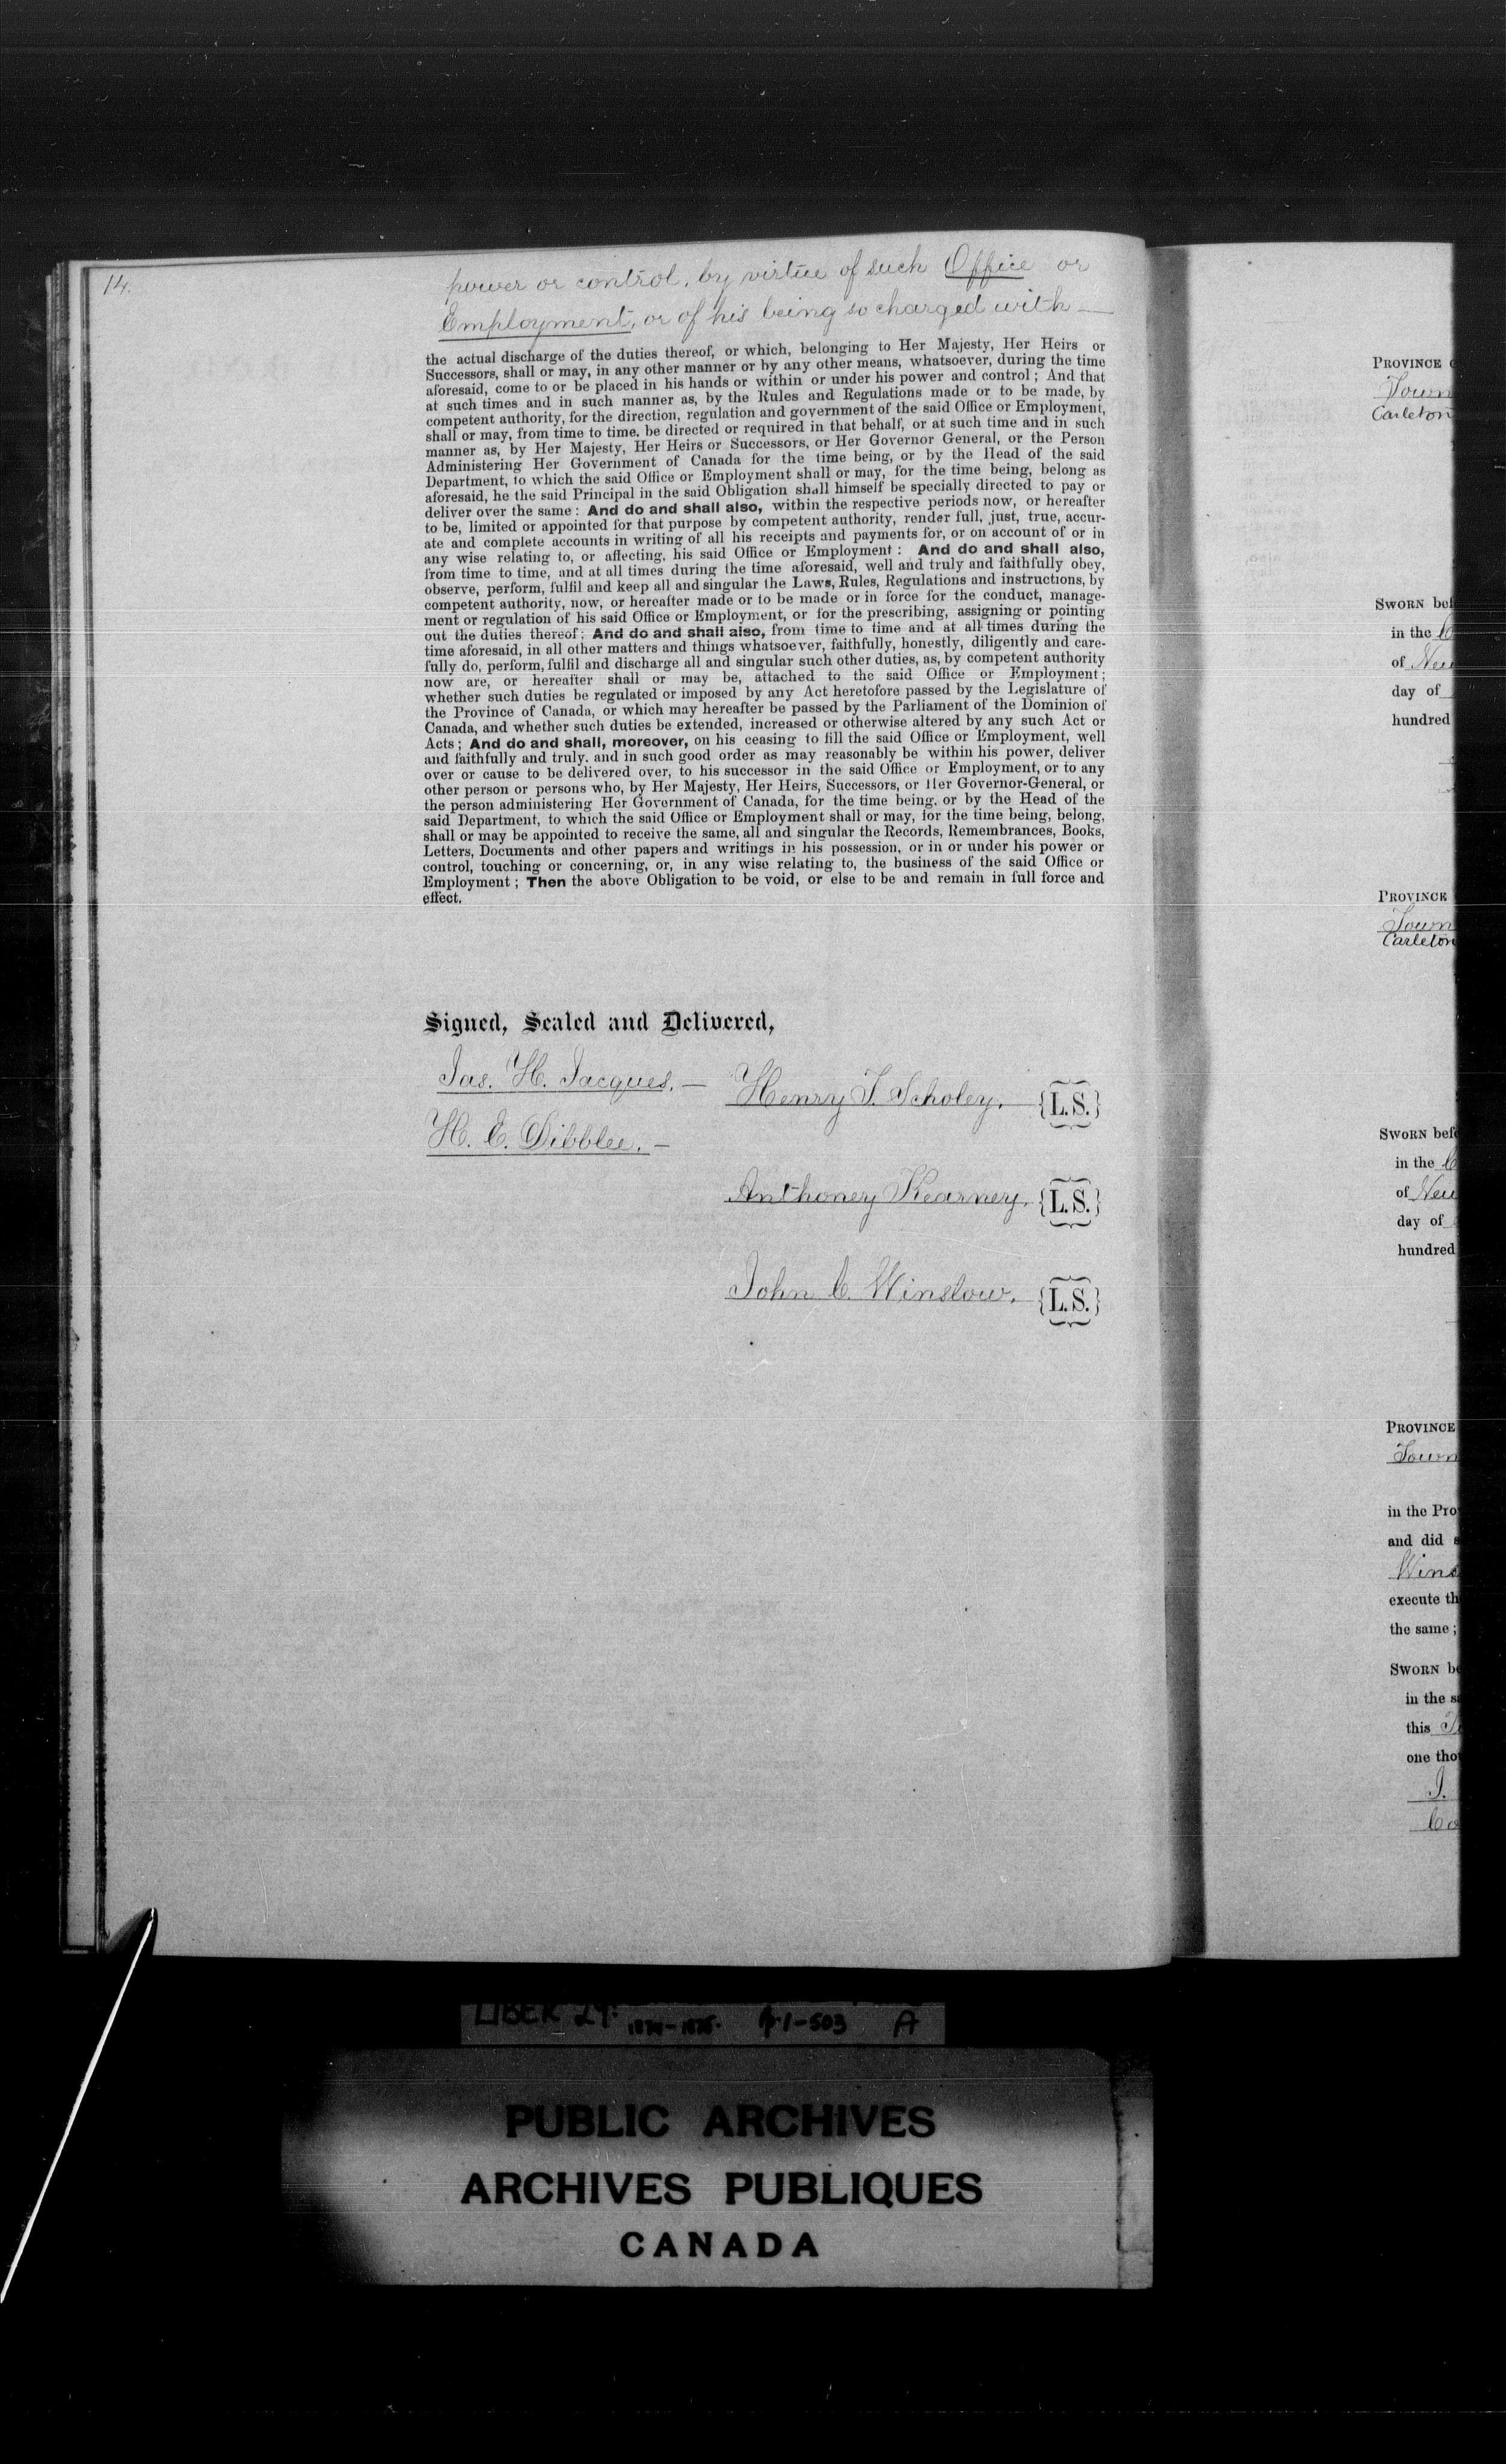 14.
power or control, by virtue of such Office or
Employment, or of his being so charged with —
the actual discharge of the duties thereof, or which, belonging to Her Majesty, Her Heirs or
Successors, shall or may, in any other manner or by any other means, whatsoever, during the time
aforesaid, come to or be placed in his hands or within or under his power and control; And that
at such times and in such manner as, by the Rules and Regulations made or to be made, by
competent authority, for the direction, regulation and government of the said Office or Employment,
shall or may, from time to time, be directed or required in that behalf, or at such time and in such
manner as, by Her Majesty, Her Heirs or Successors, or Her Governor General, or the Person
Administering Her Government of Canada for the time being, or by the Head of the said
Department, to which the said Office or Employment shall or may, for the time being, belong as
aforesaid, he the said Principal in the said Obligation shall himself be specially directed to pay or
deliver over the same: And do and shall also, within the respective periods now, or hereafter
to be, limited or appointed for that purpose by competent authority, render full, just, true, accur-
ate and complete accounts in writing of all his receipts and payments for, or on account of or in
any wise relating to, or affecting, his said Office or Employment: And do and shall also,
from time to time, and at all times during the time aforesaid, well and truly and faithfully obey,
observe, perform, fulfil and keep all and singular the Laws, Rules, Regulations and instructions, by
competent authority, now, or hereafter made or to be made or in force for the conduct, manage-
ment or regulation of his said Office or Employment, or for the prescribing, assigning or pointing
out the duties thereof; And do and shall also, from time to time and at all times during the
time aforesaid, in all other matters and things whatsoever, faithfully, honestly, diligently and care-
fully do, perform, fulfil and discharge all and singular such other duties, as, by competent authority
now are, or hereafter shall or may be, attached to the said Office or Employment;
whether such duties be regulated or imposed by any Act heretofore passed by the Legislature of
the Province of Canada, or which may hereafter be passed by the Parliament of the Dominion of
Canada, and whether such duties be extended, increased or otherwise altered by any such Act or
Acts; And do and shall, moreover, on his ceasing to fill the said Office or Employment, well
and faithfully and truly. and in such good order as may reasonably be within his power, deliver
over or cause to be delivered over, to his successor in the said Office or Employment, or to any
other person or persons who, by Her Majesty, Her Heirs, Successors, or Her Governor-General, or
the person administering Her Government of Canada, for the time being. or by the Head of the
said Department, to which the said Office or Employment shall or may, for the time being, belong,
shall or may be appointed to receive the same, all and singular the Records, Remembrances, Books,
Letters, Documents and other papers and writings in his possession, or in or under his power or
control, touching or concerning, or, in any wise relating to, the business of the said Office or
Employment; Then the above Obligation to be void, or else to be and remain in full force and
effect.
Signed, Sealed and Delivered,
Jas. H. Jacques. — Henry T. Scholey. {L.S.}
H. C. Dibblee. —
Anthoney Kearney. {L.S.}
John C. Winslow. {L.S.}
PROVINCE
Town
Carleton
SWORN bef
in the C
of New
day of
hundred
PROVINCE
Town
Carleton
SWORN bef
in the C
of New
day of
hundred
PROVINCE
Town
in the Pro
and did s
Wins
execute th
the same;
SWORN be
in the sa
this
one thou
J.
Co
LIBER 29. 1874-1875. p.1-503 A
PUBLIC ARCHIVES
ARCHIVES PUBLIQUES
CANADA